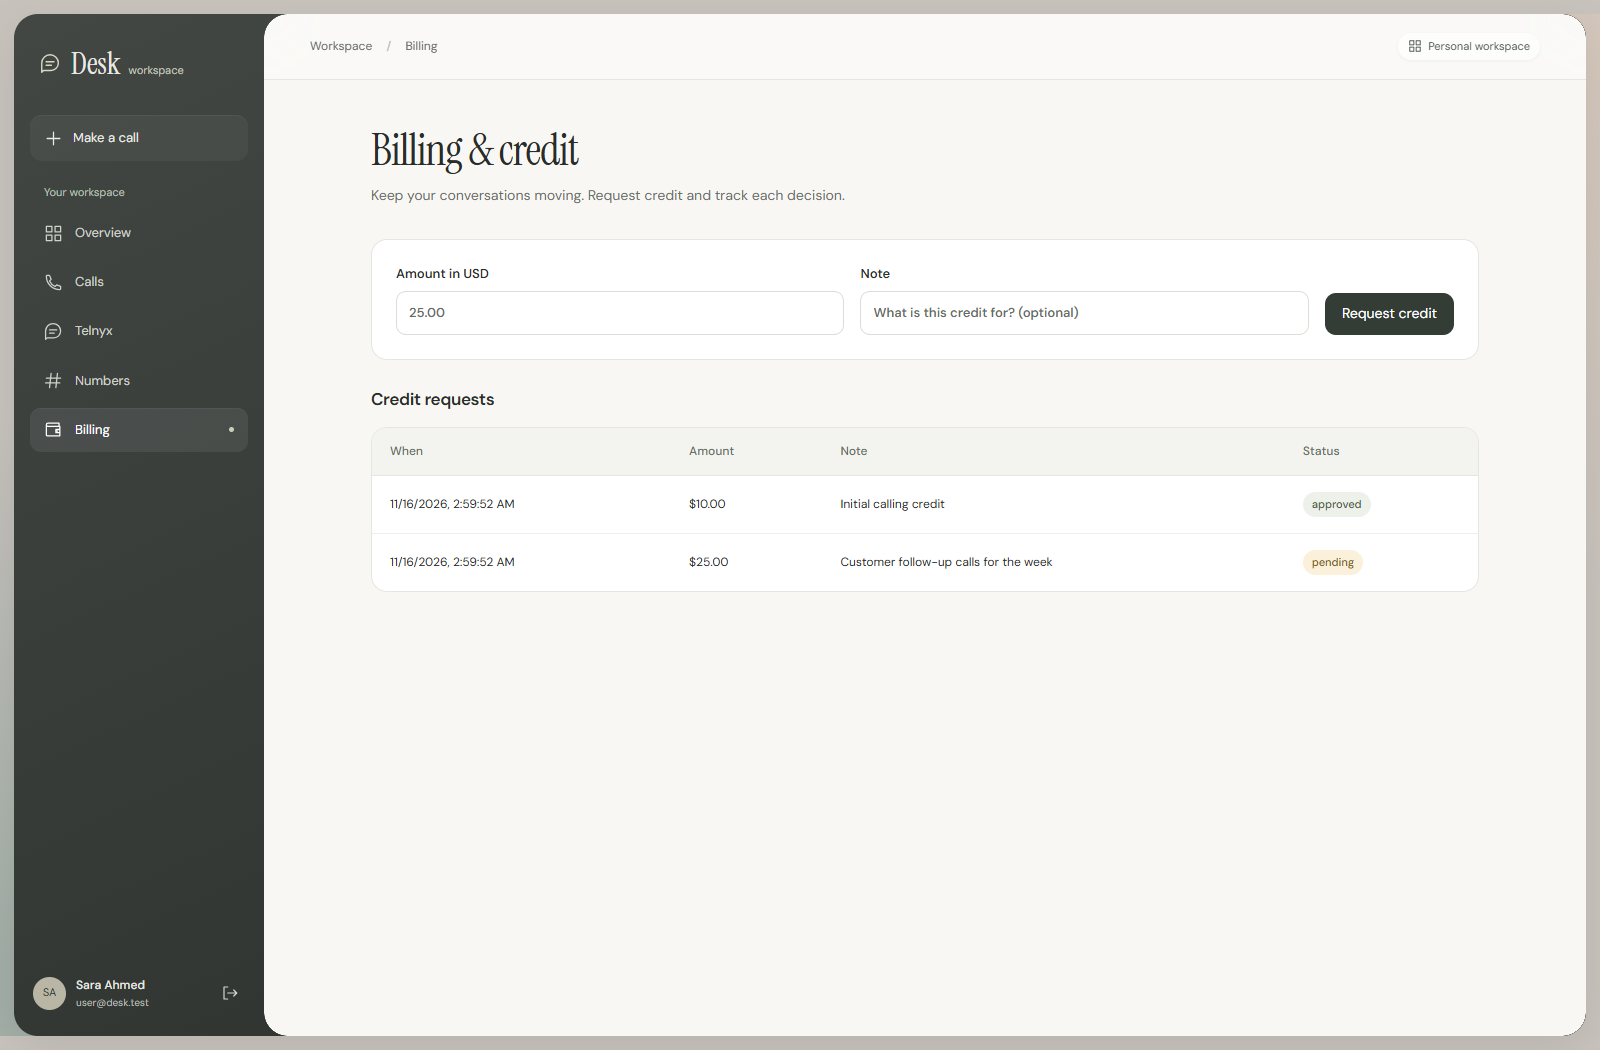 Desk workspace
Make a call
Your workspace
Overview
Calls
Telnyx
Numbers
Billing
SA
Sara Ahmed
user@desk.test
Workspace / Billing
Personal workspace
Billing & credit
Keep your conversations moving. Request credit and track each decision.
Amount in USD
25.00
Note
What is this credit for? (optional)
Request credit
Credit requests
When Amount Note Status
11/16/2026, 2:59:52 AM $10.00 Initial calling credit approved
11/16/2026, 2:59:52 AM $25.00 Customer follow-up calls for the week pending